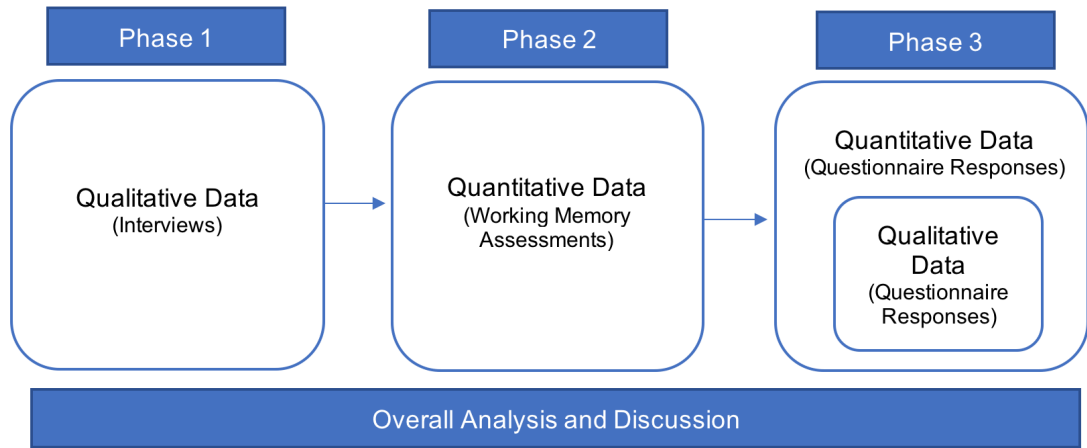 Phase 1
Phase 2
Phase 3
Qualitative Data
(Interviews)
Quantitative Data
(Working Memory
Assessments)
Quantitative Data
(Questionnaire Responses)
Qualitative
Data
(Questionnaire
Responses)
Overall Analysis and Discussion